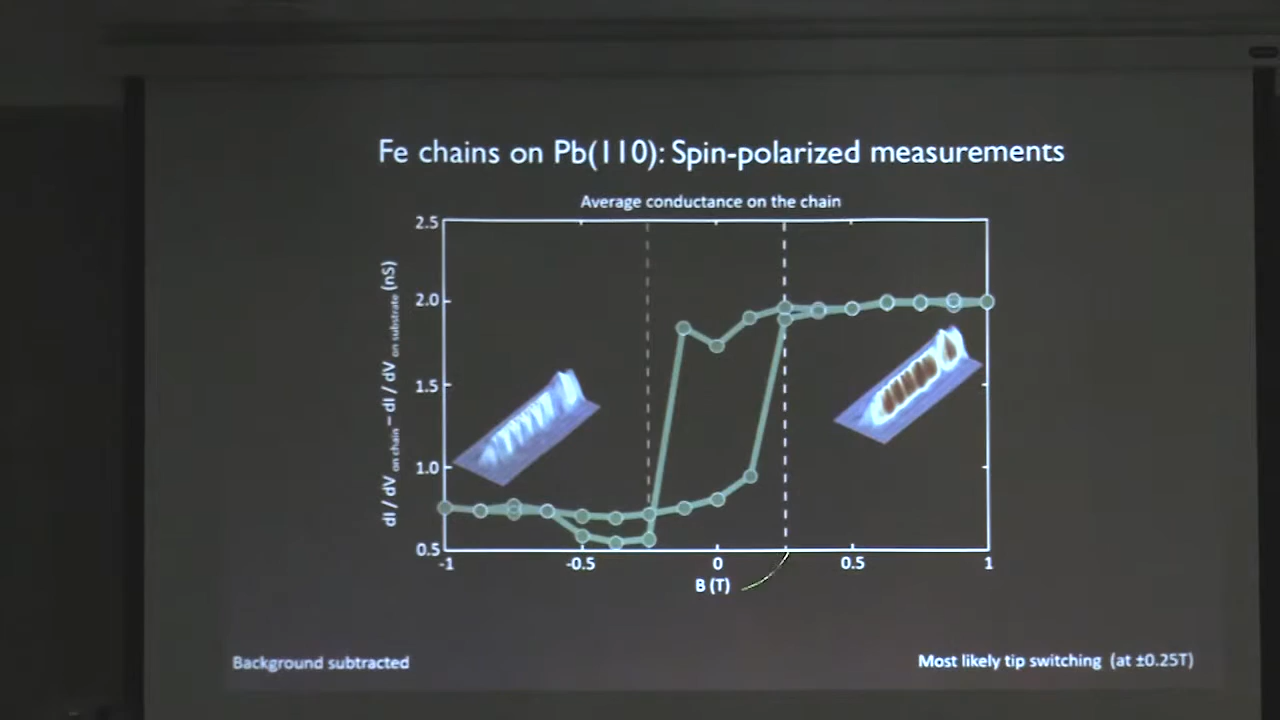 Fe chains on Pb(110): Spin-polarized measurements
Average conductance on the chain
2.5
2.0
1.5
1.0
0.5
dI / dV on chain – dI / dV on substrate (nS)
-1
-0.5
0
0.5
1
B (T)
Background subtracted
Most likely tip switching (at ±0.25T)